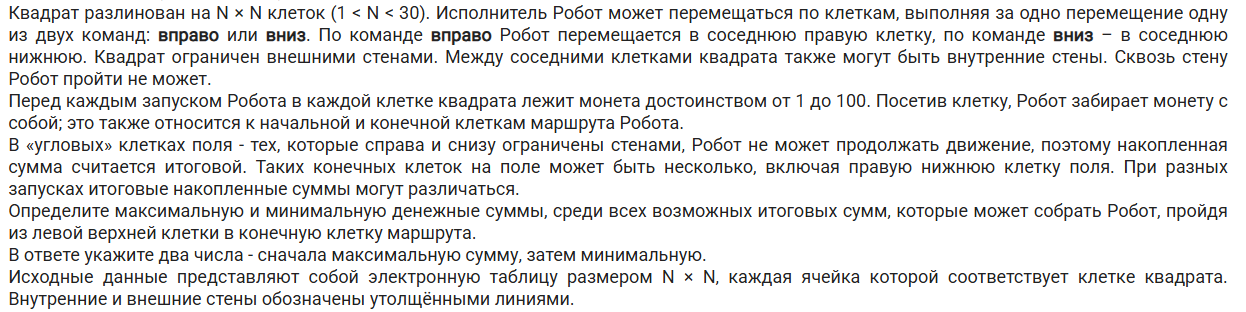 Квадрат разлинован на N × N клеток (1 < N < 30). Исполнитель Робот может перемещаться по клеткам, выполняя за одно перемещение одну
из двух команд: вправо или вниз. По команде вправо Робот перемещается в соседнюю правую клетку, по команде вниз – в соседнюю
нижнюю. Квадрат ограничен внешними стенами. Между соседними клетками квадрата также могут быть внутренние стены. Сквозь стену
Робот пройти не может.
Перед каждым запуском Робота в каждой клетке квадрата лежит монета достоинством от 1 до 100. Посетив клетку, Робот забирает монету с
собой; это также относится к начальной и конечной клеткам маршрута Робота.
В «угловых» клетках поля - тех, которые справа и снизу ограничены стенами, Робот не может продолжать движение, поэтому накопленная
сумма считается итоговой. Таких конечных клеток на поле может быть несколько, включая правую нижнюю клетку поля. При разных
запусках итоговые накопленные суммы могут различаться.
Определите максимальную и минимальную денежные суммы, среди всех возможных итоговых сумм, которые может собрать Робот, пройдя
из левой верхней клетки в конечную клетку маршрута.
В ответе укажите два числа - сначала максимальную сумму, затем минимальную.
Исходные данные представляют собой электронную таблицу размером N × N, каждая ячейка которой соответствует клетке квадрата.
Внутренние и внешние стены обозначены утолщёнными линиями.